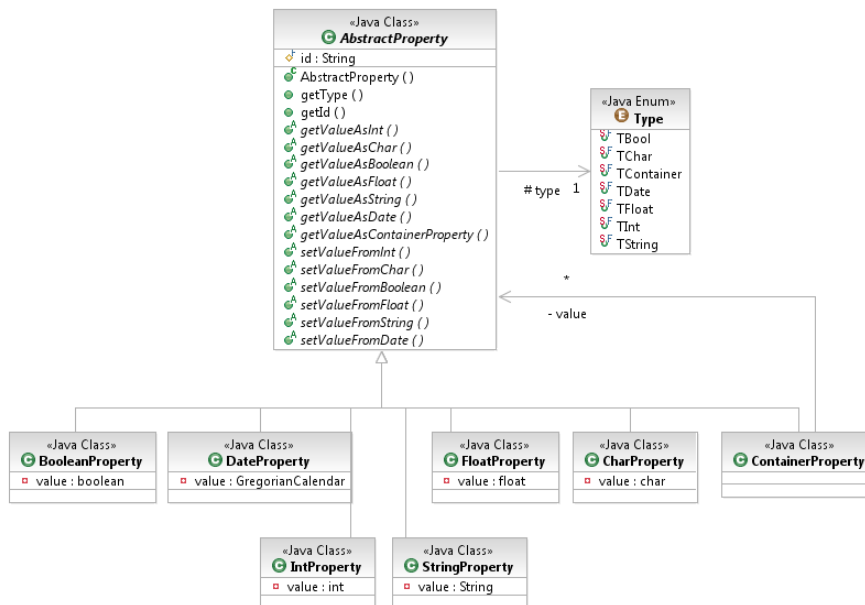 «Java Class»
AbstractProperty
id : String
AbstractProperty ( )
getType ( )
getId ( )
getValueAsInt ( )
getValueAsChar ( )
getValueAsBoolean ( )
getValueAsFloat ( )
getValueAsString ( )
getValueAsDate ( )
getValueAsContainerProperty ( )
setValueFromInt ( )
setValueFromChar ( )
setValueFromBoolean ( )
setValueFromFloat ( )
setValueFromString ( )
setValueFromDate ( )
# type 1
«Java Enum»
Type
TBool
TChar
TContainer
TDate
TFloat
TInt
TString
*
- value
«Java Class»
BooleanProperty
value : boolean
«Java Class»
DateProperty
value : GregorianCalendar
«Java Class»
FloatProperty
value : float
«Java Class»
CharProperty
value : char
«Java Class»
ContainerProperty
«Java Class»
IntProperty
value : int
«Java Class»
StringProperty
value : String